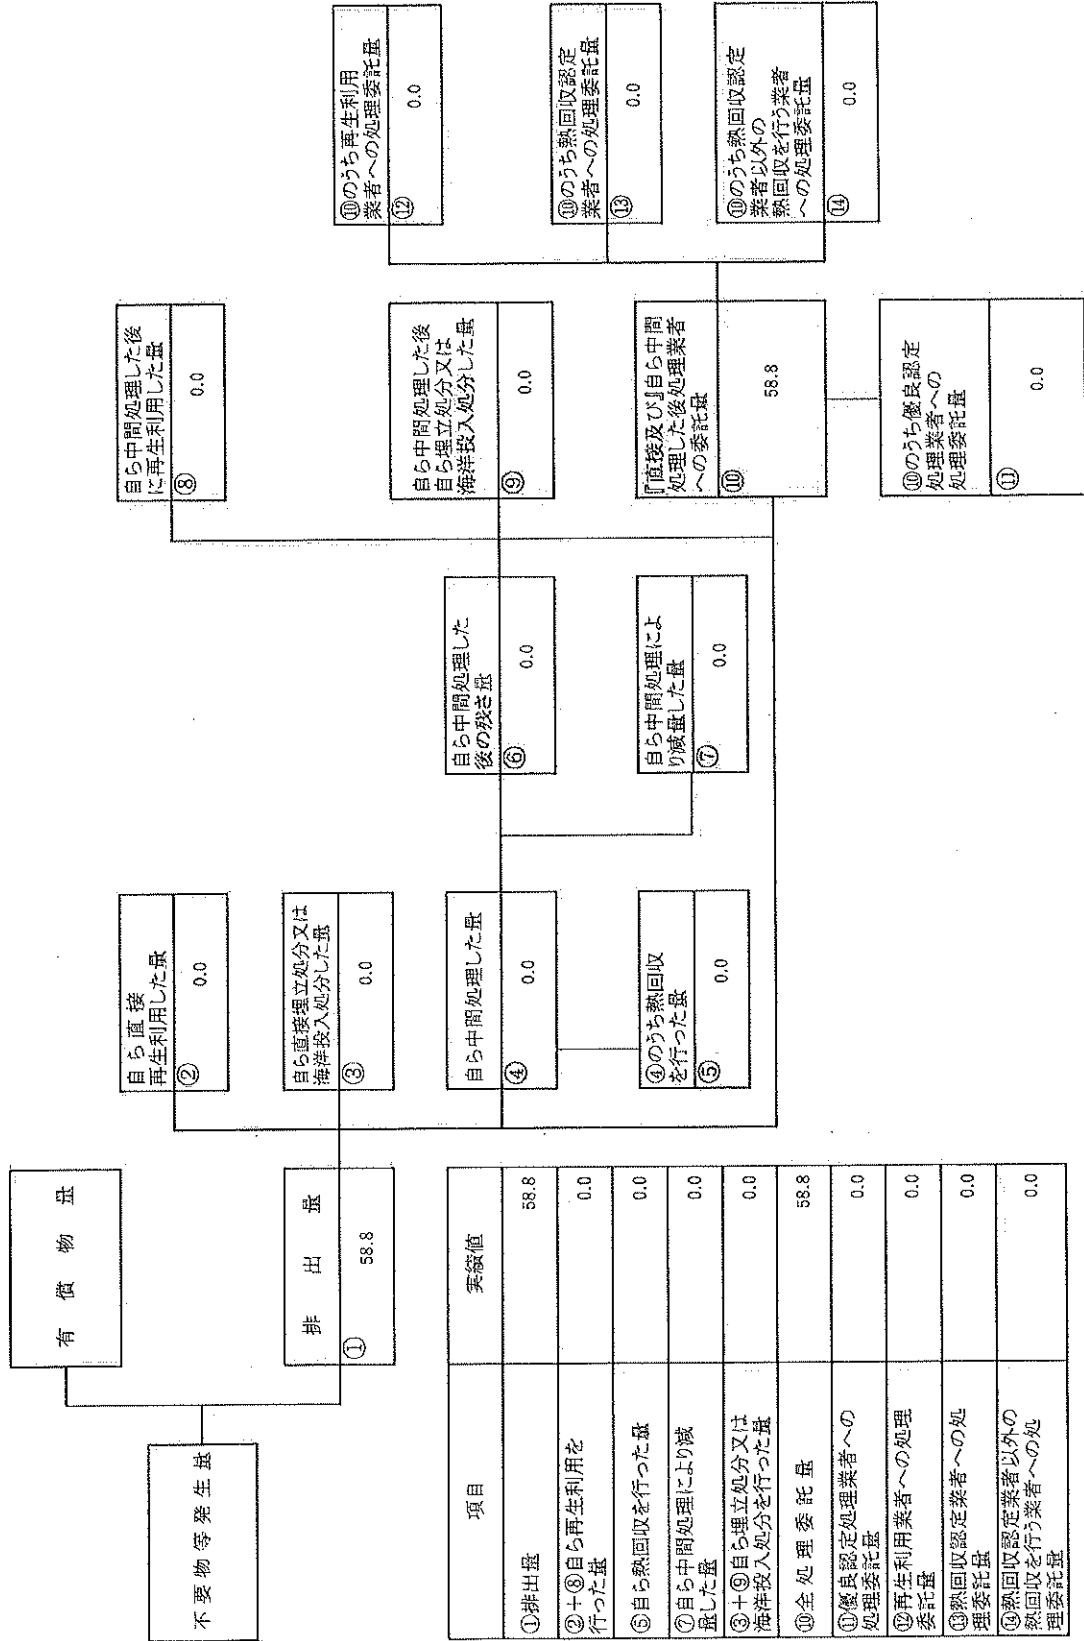 不要物等発生量
有償物量
排出量
①
58.8
自ら直接
再生利用した量
②
0.0
自ら直接埋立処分又は
海洋投入処分した量
③
0.0
自ら中間処理した量
④
0.0
④のうち熱回収
を行った量
⑤
0.0
自ら中間処理した
後の残さ量
⑥
0.0
自ら中間処理によ
り減量した量
⑦
0.0
自ら中間処理した後
に再生利用した量
⑧
0.0
自ら中間処理した後
自ら埋立処分又は
海洋投入処分した量
⑨
0.0
『直接及び』自ら中間
処理した後処理業者
への委託量
⑩
58.8
⑩のうち優良認定
処理業者への
処理委託量
⑪
0.0
⑩のうち再生利用
業者への処理委託量
⑫
0.0
⑩のうち熱回収認定
業者への処理委託量
⑬
0.0
⑩のうち熱回収認定
業者以外の
熱回収を行う業者
への処理委託量
⑭
0.0
項目 実績値
①排出量 58.8
②+⑧自ら再生利用を
行った量 0.0
⑤自ら熱回収を行った量 0.0
⑦自ら中間処理により減
量した量 0.0
③+⑨自ら埋立処分又は
海洋投入処分を行った量 0.0
⑩全処理委託量 58.8
⑪優良認定処理業者への
処理委託量 0.0
⑫再生利用業者への処理
委託量 0.0
⑬熱回収認定業者への処
理委託量 0.0
⑭熱回収認定業者以外の
熱回収を行う業者への処
理委託量 0.0